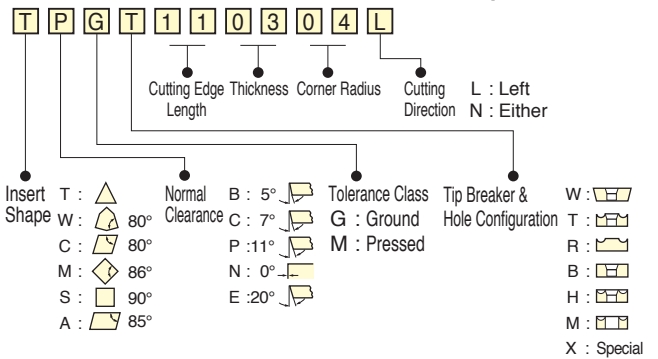 T P G T 1 1 0 3 0 4 L
Cutting Edge Length
Thickness
Corner Radius
Cutting Direction
L : Left
N : Either
Insert Shape
T :
W : 80°
C : 80°
M : 86°
S : 90°
A : 85°
Normal Clearance
B : 5°
C : 7°
P :11°
N : 0°
E :20°
Tolerance Class
G : Ground
M : Pressed
Tip Breaker &
Hole Configuration
W :
T :
R :
B :
H :
M :
X : Special